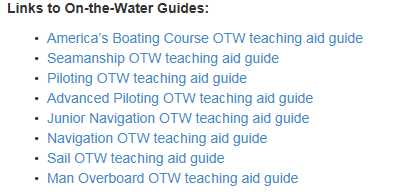 Links to On-the-Water Guides:
• America's Boating Course OTW teaching aid guide
• Seamanship OTW teaching aid guide
• Piloting OTW teaching aid guide
• Advanced Piloting OTW teaching aid guide
• Junior Navigation OTW teaching aid guide
• Navigation OTW teaching aid guide
• Sail OTW teaching aid guide
• Man Overboard OTW teaching aid guide